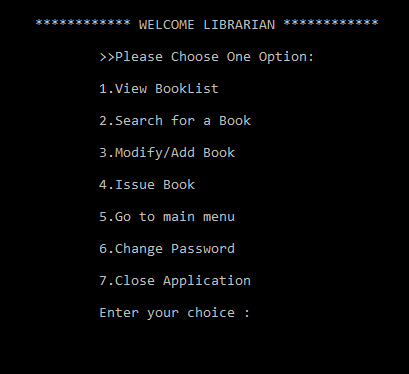 ************ WELCOME LIBRARIAN ************
>>Please Choose One Option:
1.View BookList
2.Search for a Book
3.Modify/Add Book
4.Issue Book
5.Go to main menu
6.Change Password
7.Close Application
Enter your choice :